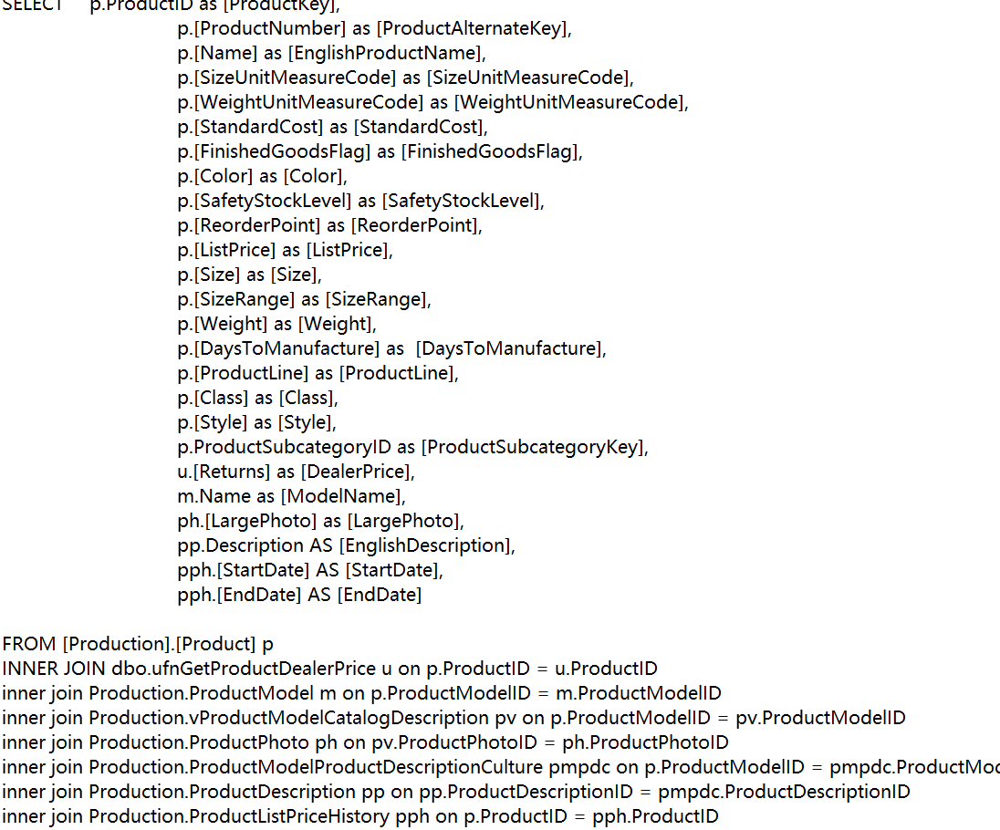 SELECT p.ProductID as [ProductKey],
p.[ProductNumber] as [ProductAlternateKey],
p.[Name] as [EnglishProductName],
p.[SizeUnitMeasureCode] as [SizeUnitMeasureCode],
p.[WeightUnitMeasureCode] as [WeightUnitMeasureCode],
p.[StandardCost] as [StandardCost],
p.[FinishedGoodsFlag] as [FinishedGoodsFlag],
p.[Color] as [Color],
p.[SafetyStockLevel] as [SafetyStockLevel],
p.[ReorderPoint] as [ReorderPoint],
p.[ListPrice] as [ListPrice],
p.[Size] as [Size],
p.[SizeRange] as [SizeRange],
p.[Weight] as [Weight],
p.[DaysToManufacture] as  [DaysToManufacture],
p.[ProductLine] as [ProductLine],
p.[Class] as [Class],
p.[Style] as [Style],
p.ProductSubcategoryID as [ProductSubcategoryKey],
u.[Returns] as [DealerPrice],
m.Name as [ModelName],
ph.[LargePhoto] as [LargePhoto],
pp.Description AS [EnglishDescription],
pph.[StartDate] AS [StartDate],
pph.[EndDate] AS [EndDate]
FROM [Production].[Product] p
INNER JOIN dbo.ufnGetProductDealerPrice u on p.ProductID = u.ProductID
inner join Production.ProductModel m on p.ProductModelID = m.ProductModelID
inner join Production.vProductModelCatalogDescription pv on p.ProductModelID = pv.ProductModelID
inner join Production.ProductPhoto ph on pv.ProductPhotoID = ph.ProductPhotoID
inner join Production.ProductModelProductDescriptionCulture pmpdc on p.ProductModelID = pmpdc.ProductMo
inner join Production.ProductDescription pp on pp.ProductDescriptionID = pmpdc.ProductDescriptionID
inner join Production.ProductListPriceHistory pph on p.ProductID = pph.ProductID